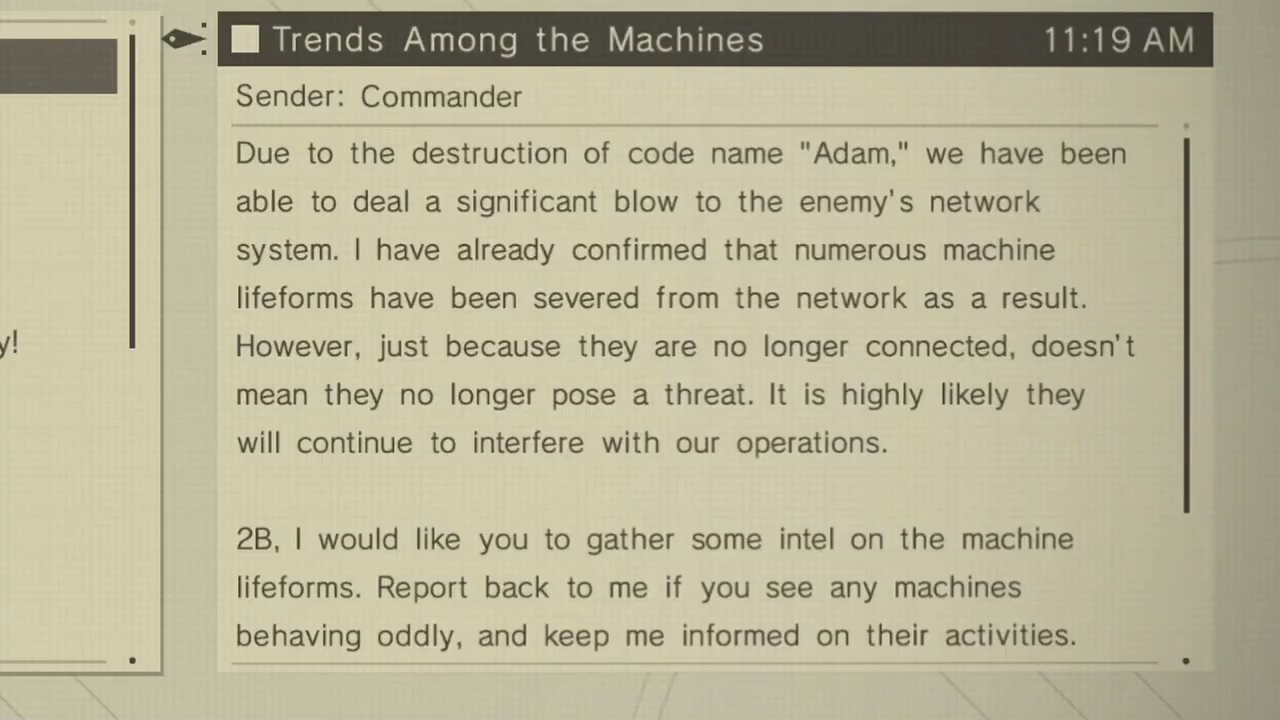 Trends Among the Machines 11:19 AM
Sender: Commander
Due to the destruction of code name "Adam," we have been
able to deal a significant blow to the enemy's network
system. I have already confirmed that numerous machine
lifeforms have been severed from the network as a result.
However, just because they are no longer connected, doesn't
mean they no longer pose a threat. It is highly likely they
will continue to interfere with our operations.
2B, I would like you to gather some intel on the machine
lifeforms. Report back to me if you see any machines
behaving oddly, and keep me informed on their activities.
y!